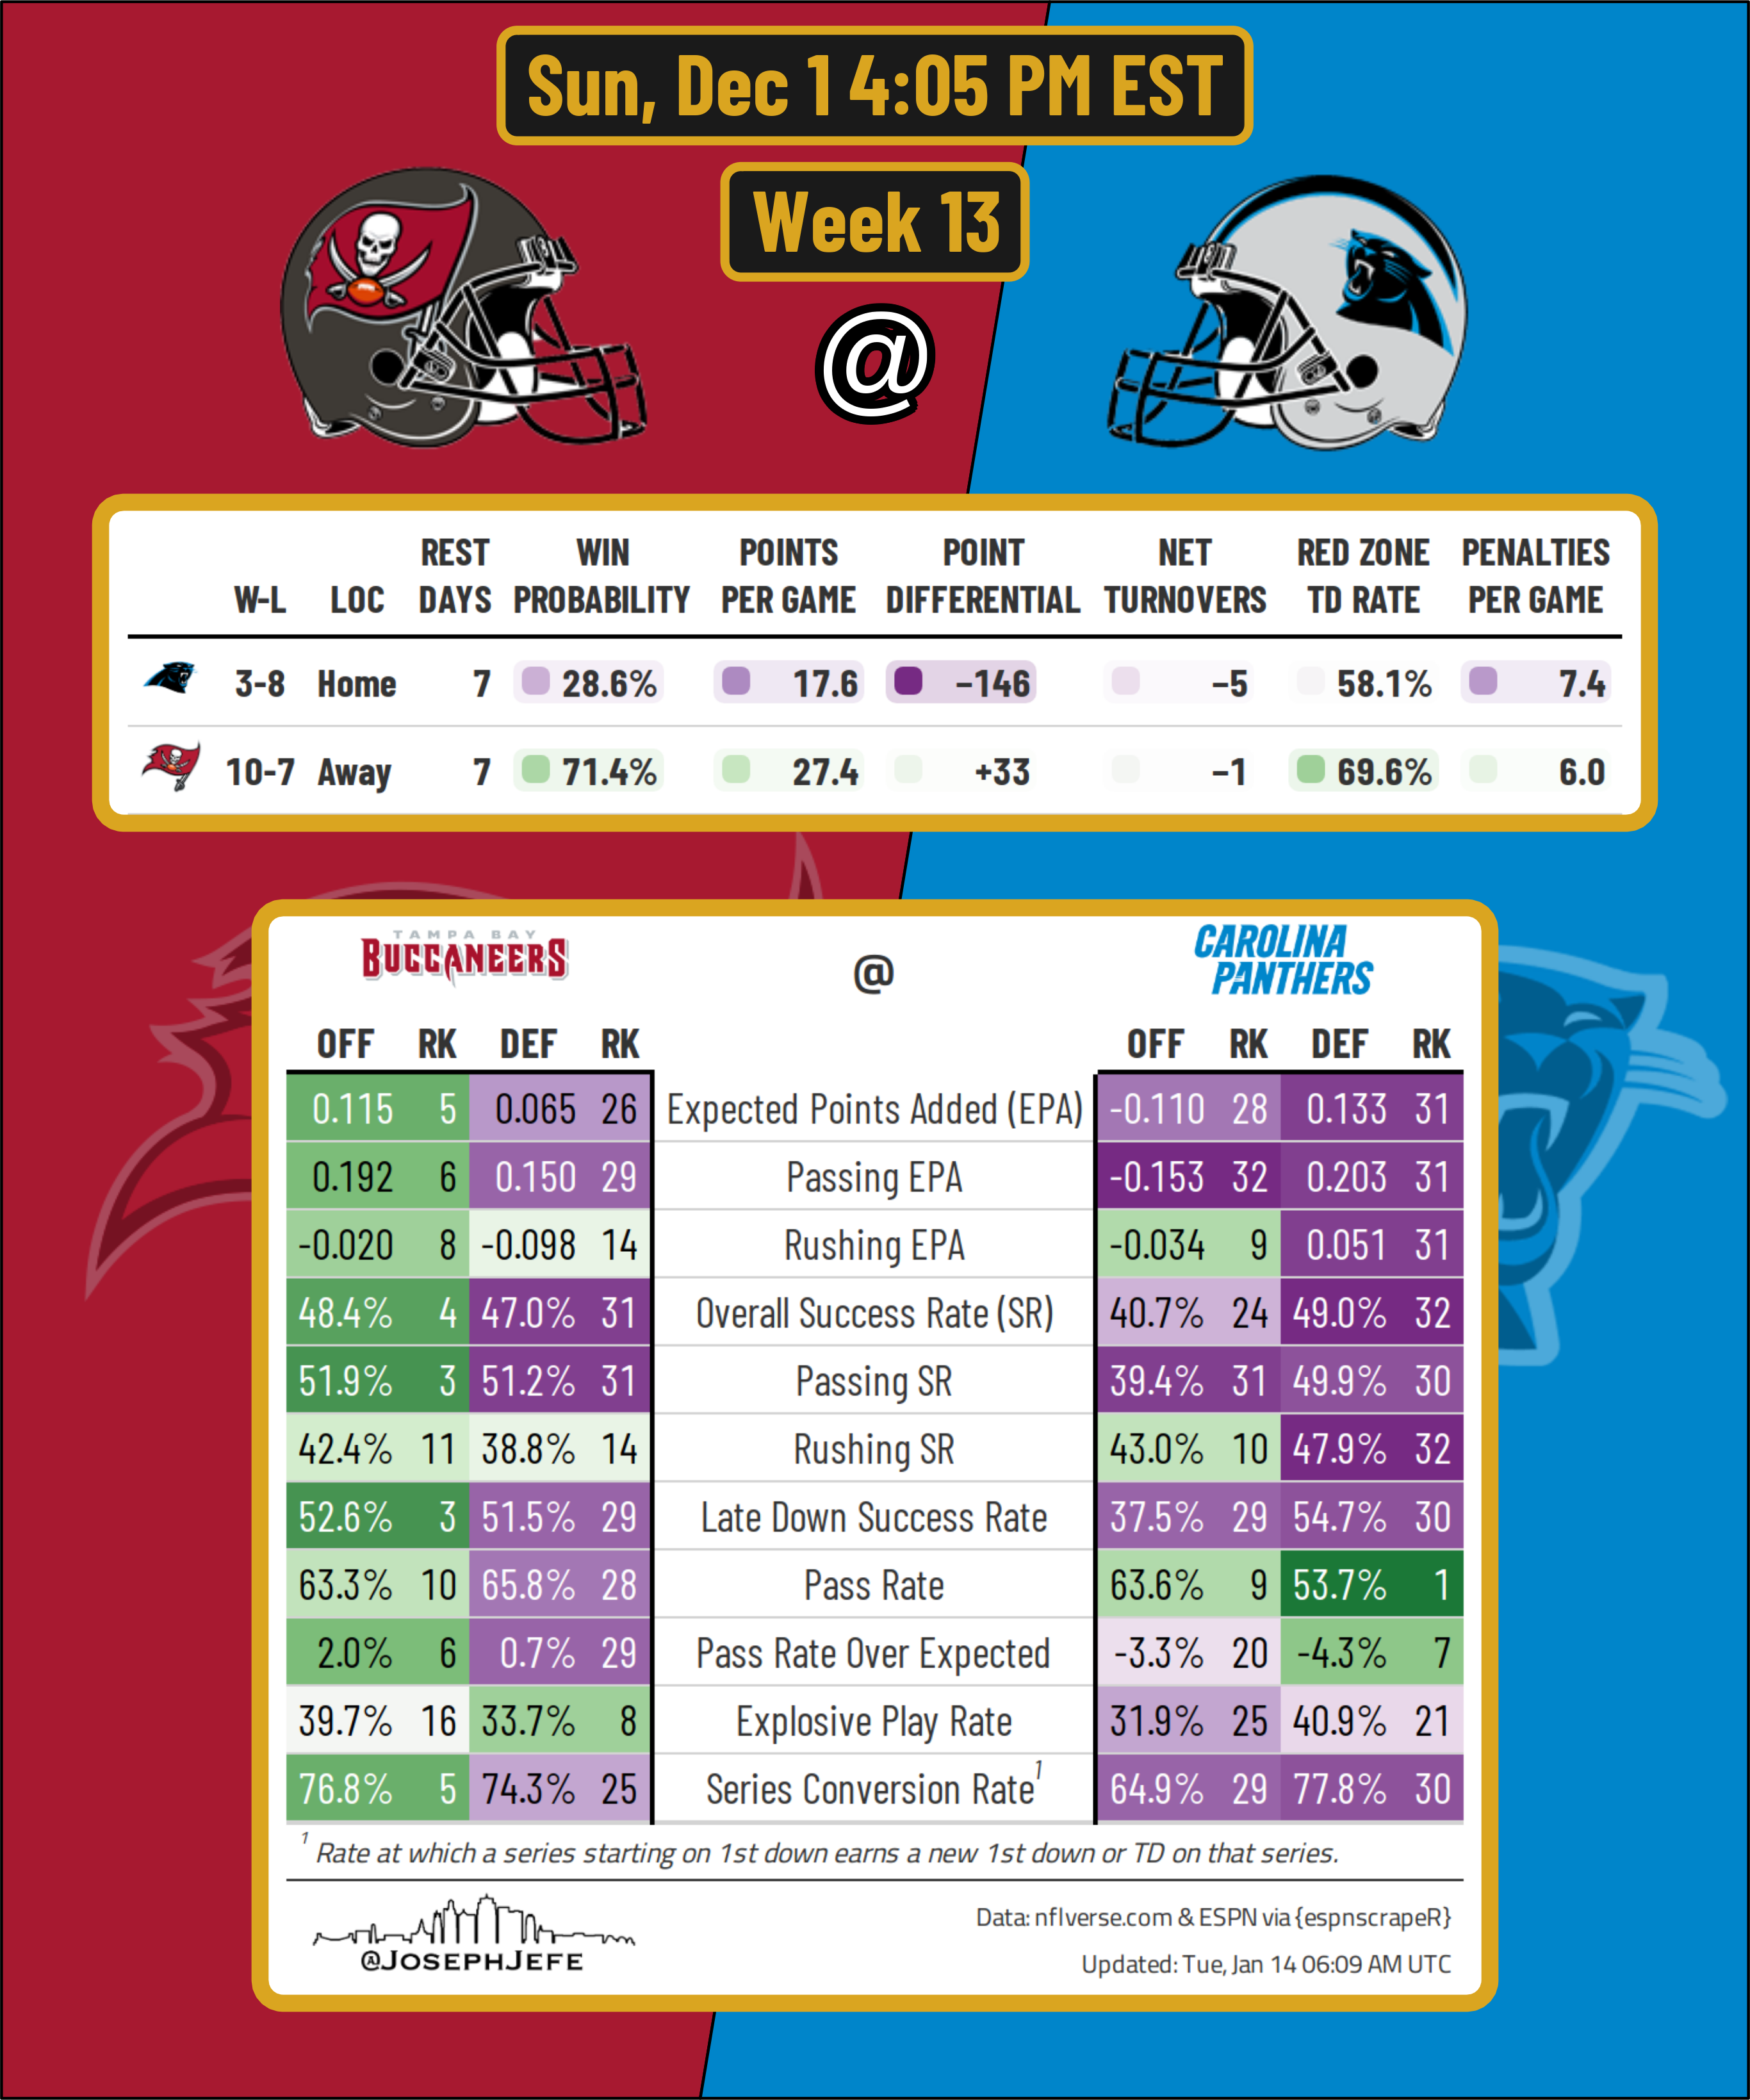 Sun, Dec 1 4:05 PM EST
Week 13
@
W-L LOC REST DAYS WIN PROBABILITY POINTS PER GAME POINT DIFFERENTIAL NET TURNOVERS RED ZONE TD RATE PENALTIES PER GAME
3-8 Home 7 28.6% 17.6 −146 −5 58.1% 7.4
10-7 Away 7 71.4% 27.4 +33 −1 69.6% 6.0
TAMPA BAY
BUCCANEERS
@
CAROLINA
PANTHERS
OFF RK DEF RK OFF RK DEF RK
0.115 5 0.065 26 Expected Points Added (EPA) -0.110 28 0.133 31
0.192 6 0.150 29 Passing EPA -0.153 32 0.203 31
-0.020 8 -0.098 14 Rushing EPA -0.034 9 0.051 31
48.4% 4 47.0% 31 Overall Success Rate (SR) 40.7% 24 49.0% 32
51.9% 3 51.2% 31 Passing SR 39.4% 31 49.9% 30
42.4% 11 38.8% 14 Rushing SR 43.0% 10 47.9% 32
52.6% 3 51.5% 29 Late Down Success Rate 37.5% 29 54.7% 30
63.3% 10 65.8% 28 Pass Rate 63.6% 9 53.7% 1
2.0% 6 0.7% 29 Pass Rate Over Expected -3.3% 20 -4.3% 7
39.7% 16 33.7% 8 Explosive Play Rate 31.9% 25 40.9% 21
76.8% 5 74.3% 25 Series Conversion Rate1 64.9% 29 77.8% 30
1 Rate at which a series starting on 1st down earns a new 1st down or TD on that series.
@JOSEPHJEFE
Data: nflverse.com & ESPN via {espnscrapeR}
Updated: Tue, Jan 14 06:09 AM UTC